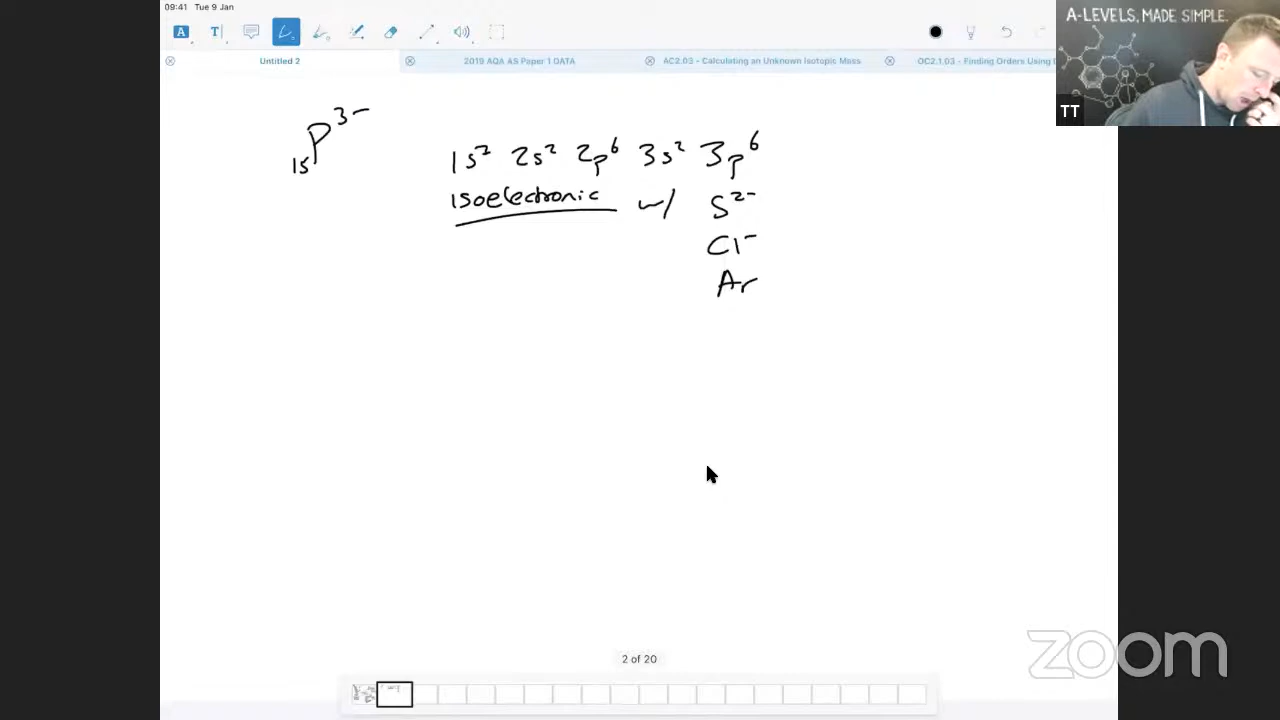 09:41 Tue 9 Jan
A-LEVELS, MADE SIMPLE.
A T
Untitled 2
2019 AQA AS Paper 1 DATA
AC2.03 - Calculating an Unknown Isotopic Mass
OC2.1.03 - Finding Orders Using
TT
₁₅P³⁻
1s² 2s² 2p⁶ 3s² 3p⁶
isoelectronic w/ S²⁻
Cl⁻
Ar
2 of 20
zoom